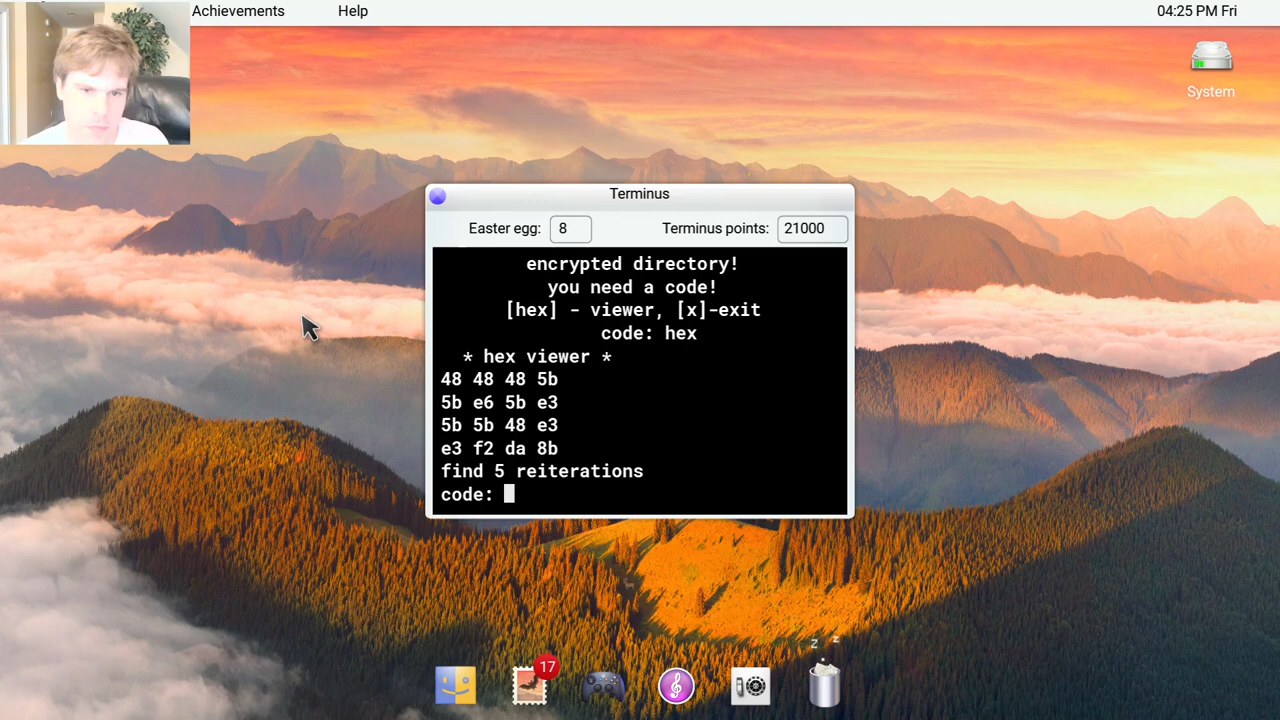 Achievements Help 04:25 PM Fri
System
Terminus
Easter egg: 8 Terminus points: 21000
encrypted directory!
you need a code!
[hex] - viewer, [x]-exit
code: hex
* hex viewer *
48 48 48 5b
5b e6 5b e3
5b 5b 48 e3
e3 f2 da 8b
find 5 reiterations
code:
z z
17